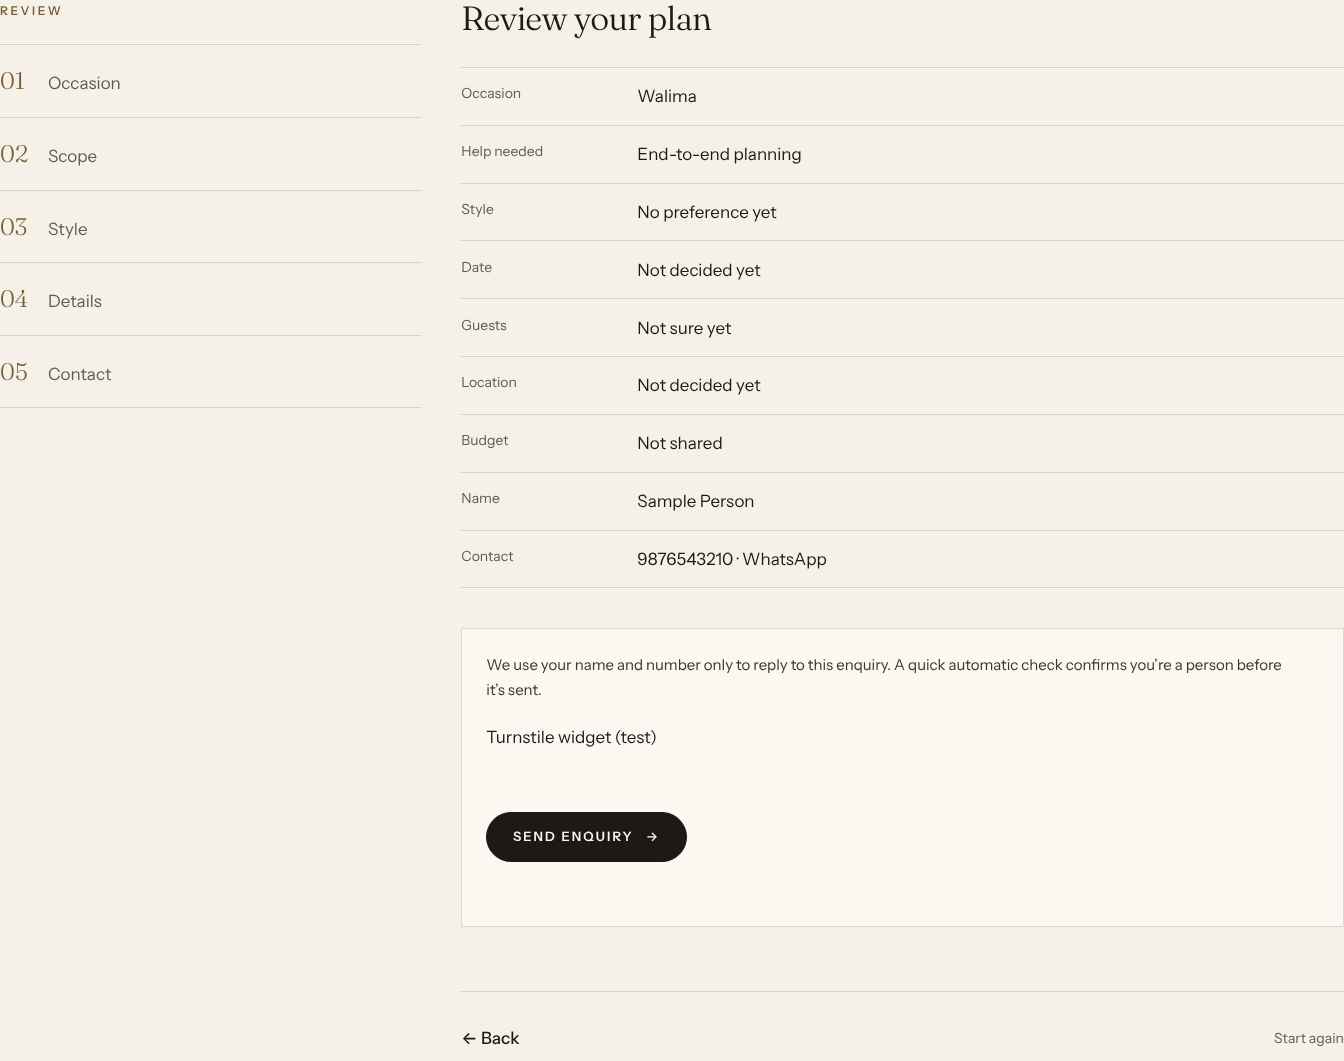 REVIEW
01 Occasion
02 Scope
03 Style
04 Details
05 Contact
Review your plan
Occasion Walima
Help needed End-to-end planning
Style No preference yet
Date Not decided yet
Guests Not sure yet
Location Not decided yet
Budget Not shared
Name Sample Person
Contact 9876543210 · WhatsApp
We use your name and number only to reply to this enquiry. A quick automatic check confirms you’re a person before
it’s sent.
Turnstile widget (test)
SEND ENQUIRY →
← Back
Start again